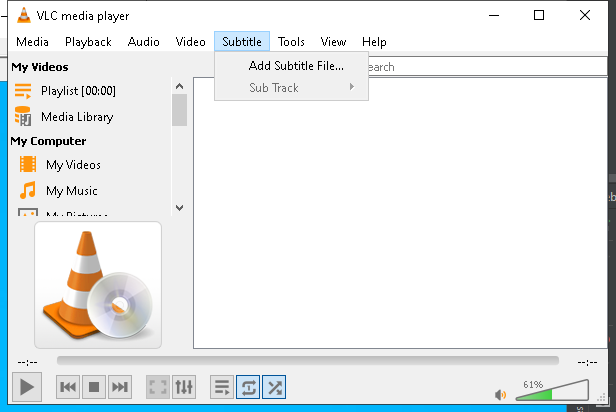 VLC media player
Media Playback Audio Video Subtitle Tools View Help
Add Subtitle File...
Sub Track
earch
My Videos
Playlist [00:00]
Media Library
My Computer
My Videos
My Music
My Pictures
--:--
--:--
61%